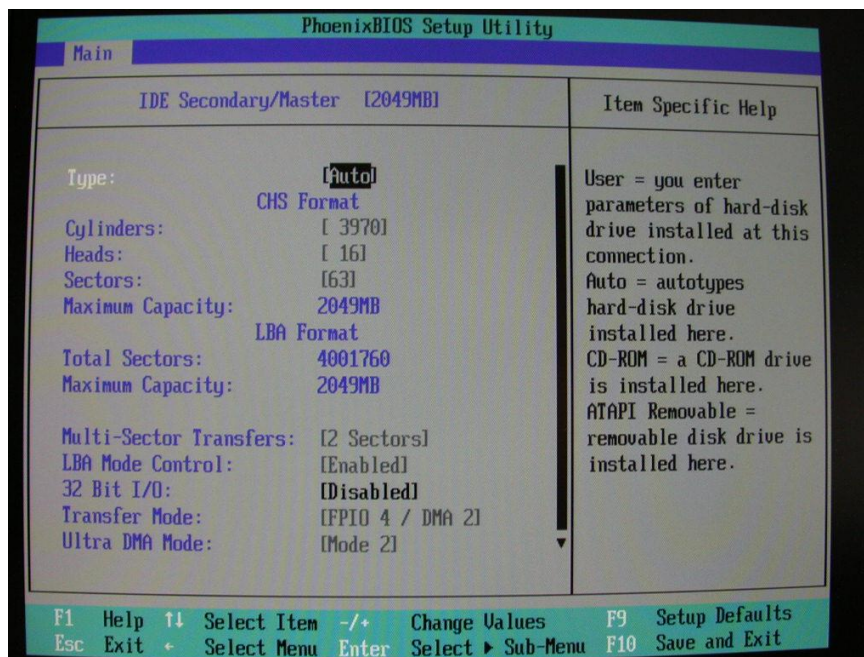 PhoenixBIOS Setup Utility
Main
IDE Secondary/Master [2049MB]
Item Specific Help
Type: [Auto]
CHS Format
Cylinders: [ 3970]
Heads: [ 16]
Sectors: [63]
Maximum Capacity: 2049MB
LBA Format
Total Sectors: 4001760
Maximum Capacity: 2049MB
Multi-Sector Transfers: [2 Sectors]
LBA Mode Control: [Enabled]
32 Bit I/O: [Disabled]
Transfer Mode: [FPIO 4 / DMA 2]
Ultra DMA Mode: [Mode 2]
User = you enter
parameters of hard-disk
drive installed at this
connection.
Auto = autotypes
hard-disk drive
installed here.
CD-ROM = a CD-ROM drive
is installed here.
ATAPI Removable =
removable disk drive is
installed here.
F1 Help ↑↓ Select Item -/+ Change Values F9 Setup Defaults
Esc Exit ← Select Menu Enter Select ▶ Sub-Menu F10 Save and Exit